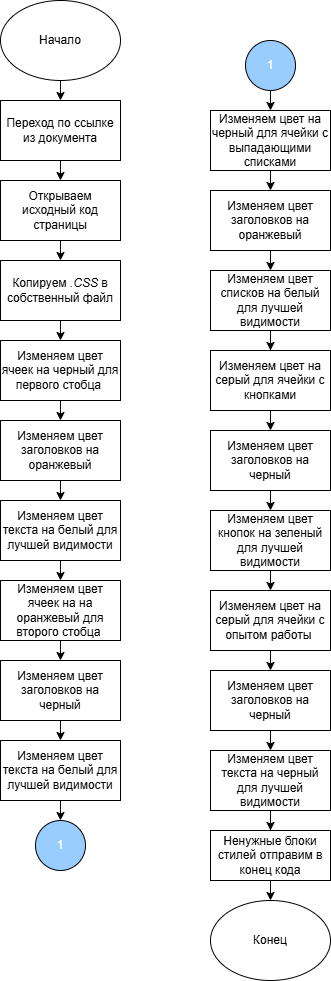 Начало
Переход по ссылке
из документа
Открываем
исходный код
страницы
Копируем .CSS в
собственный файл
Изменяем цвет
ячеек на черный для
первого стобца
Изменяем цвет
заголовков на
оранжевый
Изменяем цвет
текста на белый для
лучшей видимости
Изменяем цвет
ячеек на на
оранжевый для
второго стобца
Изменяем цвет
заголовков на
черный
Изменяем цвет
текста на белый для
лучшей видимости
1
1
Изменяем цвет на
черный для ячейки с
выпадающими
списками
Изменяем цвет
заголовков на
оранжевый
Изменяем цвет
списков на белый
для лучшей
видимости
Изменяем цвет на
серый для ячейки с
кнопками
Изменяем цвет
заголовков на
черный
Изменяем цвет
кнопок на зеленый
для лучшей
видимости
Изменяем цвет на
серый для ячейки с
опытом работы
Изменяем цвет
заголовков на
черный
Изменяем цвет
текста на черный
для лучшей
видимости
Ненужные блоки
стилей отправим в
конец кода
Конец